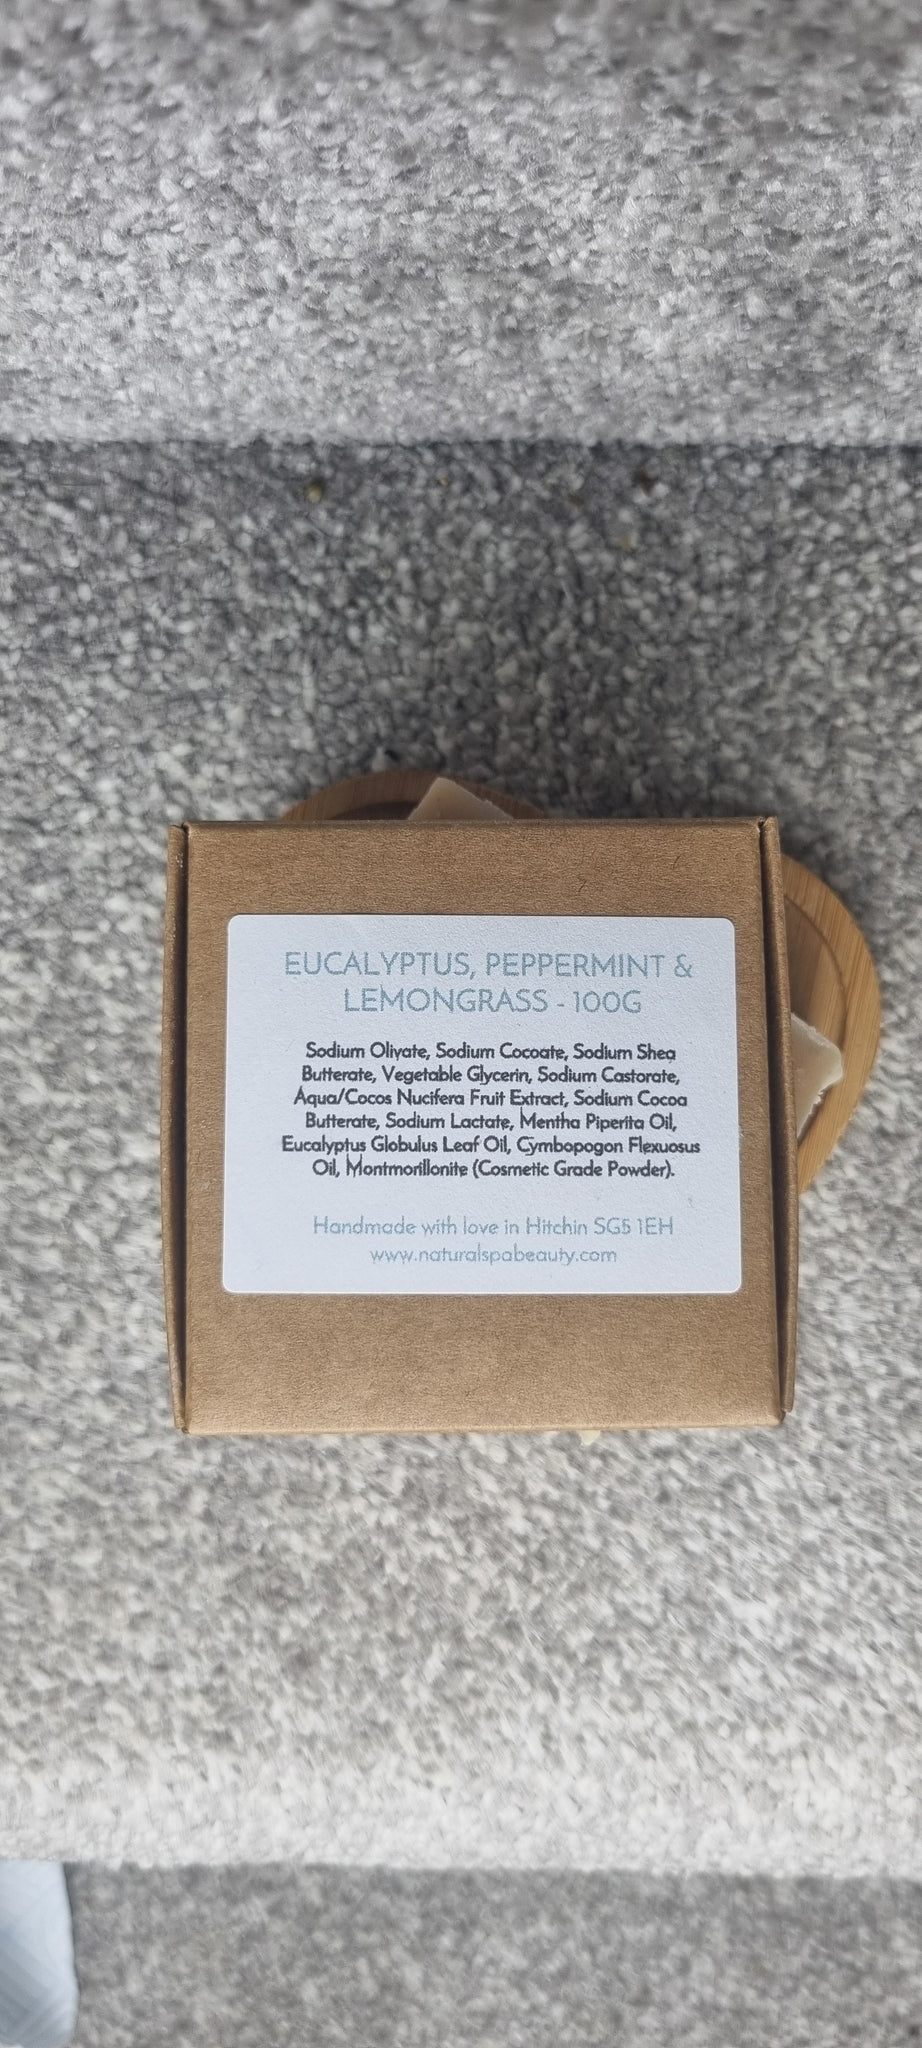 EUCALYPTUS, PEPPERMINT &
LEMONGRASS - 100G
Sodium Olivate, Sodium Cocoate, Sodium Shea
Butterate, Vegetable Glycerin, Sodium Castorate,
Aqua/Cocos Nucifera Fruit Extract, Sodium Cocoa
Butterate, Sodium Lactate, Mentha Piperita Oil,
Eucalyptus Globulus Leaf Oil, Cymbopogon Flexuosus
Oil, Montmorillonite (Cosmetic Grade Powder).
Handmade with love in Hitchin SG5 1EH
www.naturalspabeauty.com